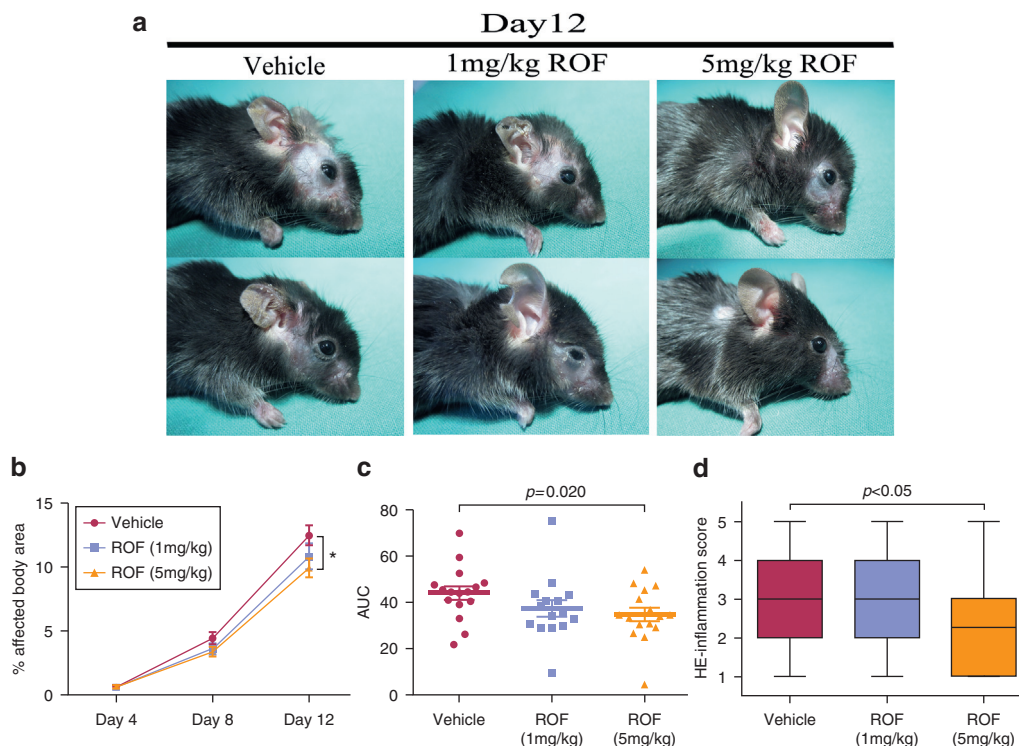 a
Day12
Vehicle
1mg/kg ROF
5mg/kg ROF
b
% affected body area
15
10
5
0
Vehicle
ROF (1mg/kg)
ROF (5mg/kg)
*
Day 4
Day 8
Day 12
c
p=0.020
AUC
80
60
40
20
0
Vehicle
ROF
(1mg/kg)
ROF
(5mg/kg)
d
p<0.05
HE-inflammation score
5
4
3
2
1
Vehicle
ROF
(1mg/kg)
ROF
(5mg/kg)